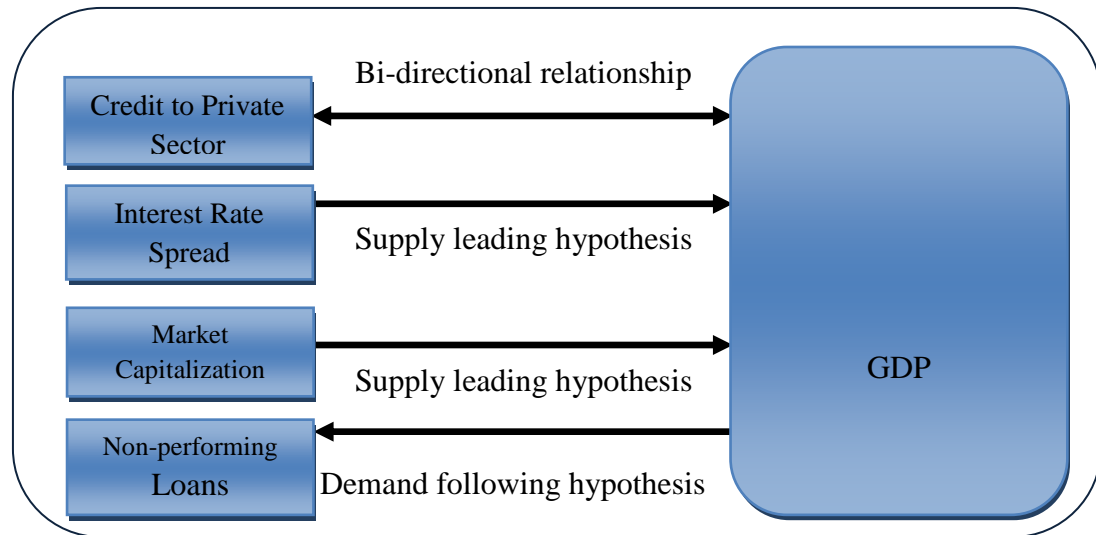 Bi-directional relationship
Credit to Private
Sector
Interest Rate
Spread
Supply leading hypothesis
Market
Capitalization
Supply leading hypothesis
GDP
Non-performing
Loans
Demand following hypothesis